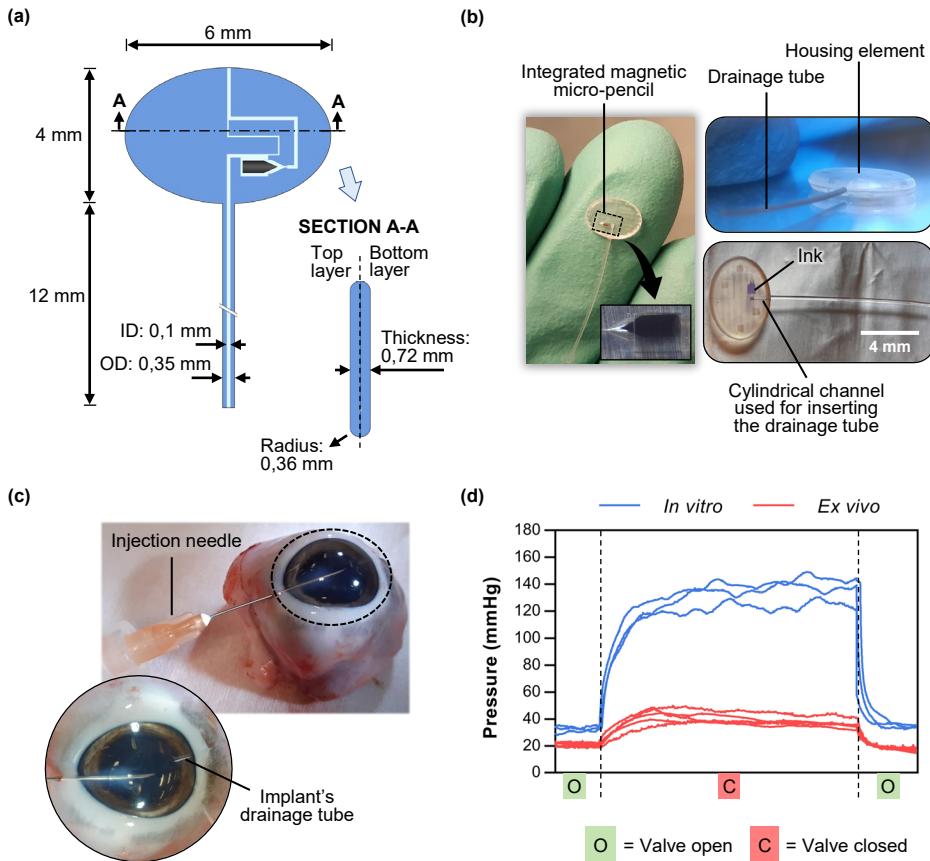 (a)
6 mm
A
A
4 mm
12 mm
SECTION A-A
Top
layer
Bottom
layer
ID: 0,1 mm
OD: 0,35 mm
Thickness:
0,72 mm
Radius:
0,36 mm
(b)
Housing element
Drainage tube
Integrated magnetic
micro-pencil
Ink
4 mm
Cylindrical channel
used for inserting
the drainage tube
(c)
Injection needle
Implant's
drainage tube
(d)
In vitro
Ex vivo
Pressure (mmHg)
180
160
140
120
100
80
60
40
20
0
O
C
O
O = Valve open
C = Valve closed